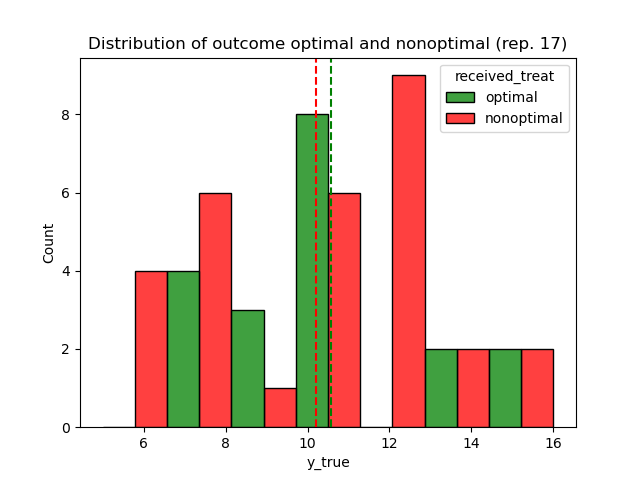 Distribution of outcome optimal and nonoptimal (rep. 17)
received_treat
optimal
nonoptimal
8
6
4
2
0
Count
6 8 10 12 14 16
y_true